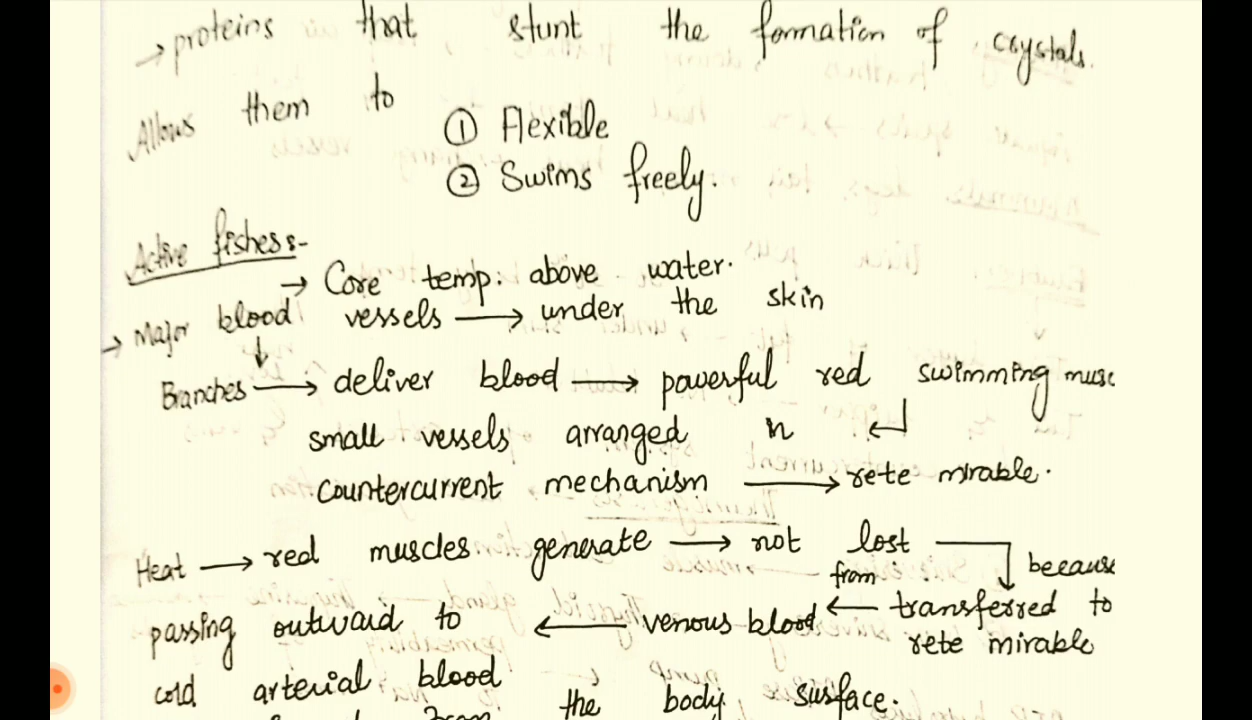 → proteins that stunt the formation of crystals.
Allows them to
① Flexible
② Swims freely.
Active fishes:-
→ Core temp. above water.
→ Major blood vessels → under the skin
↓
Branches → deliver blood → powerful red swimming musc
small vessels arranged in ↵
countercurrent mechanism → rete mirable.
Heat → red muscles generate → not lost
because
from
passing outward to ← venous blood ← transferred to
rete mirable
cold arterial blood
from the body surface.